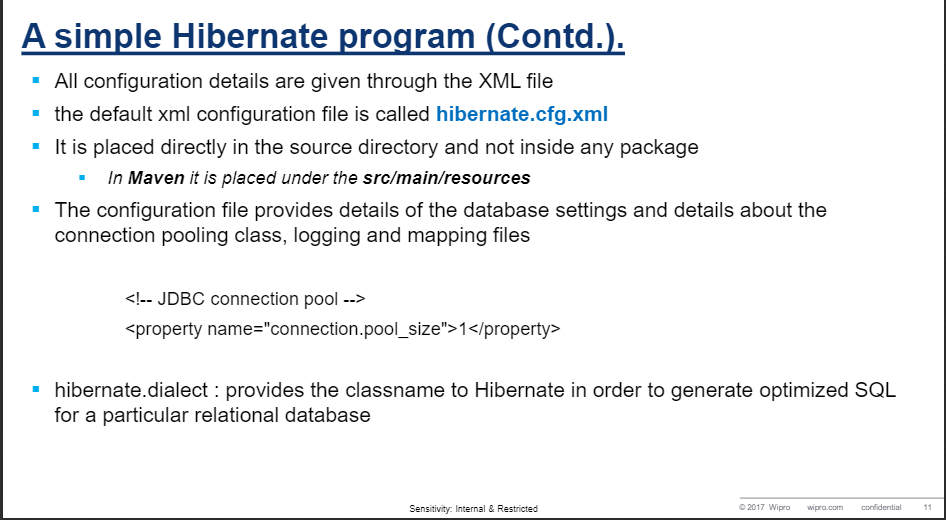 A simple Hibernate program (Contd.).
All configuration details are given through the XML file
the default xml configuration file is called hibernate.cfg.xml
It is placed directly in the source directory and not inside any package
In Maven it is placed under the src/main/resources
The configuration file provides details of the database settings and details about the
connection pooling class, logging and mapping files
<!-- JDBC connection pool -->
<property name="connection.pool_size">1</property>
hibernate.dialect : provides the classname to Hibernate in order to generate optimized SQL
for a particular relational database
Sensitivity: Internal & Restricted
© 2017 Wipro wipro.com confidential 11